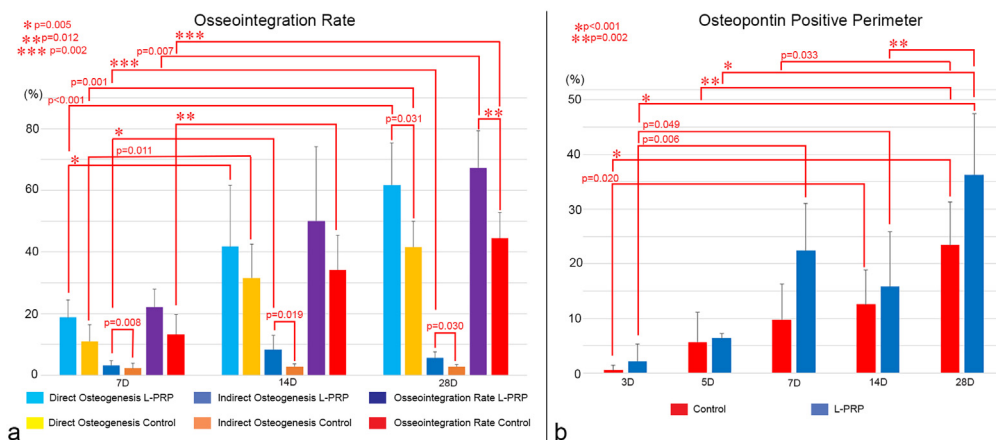 Osseointegration Rate
*p=0.005
**p=0.012
*** p=0.002
***
p=0.007
***
(%)
p=0.001
p<0.001
80
p=0.031
**
*
**
*
p=0.011
60
40
20
p=0.008
p=0.019
p=0.030
0
7D
14D
28D
Direct Osteogenesis L-PRP
Indirect Osteogenesis L-PRP
Osseointegration Rate L-PRP
Direct Osteogenesis Control
Indirect Osteogenesis Control
Osseointegration Rate Control
a
Osteopontin Positive Perimeter
*p<0.001
**p=0.002
**
p=0.033
*
(%)
**
50
*
p=0.049
p=0.006
40
*
p=0.020
30
20
10
0
3D
5D
7D
14D
28D
Control
L-PRP
b